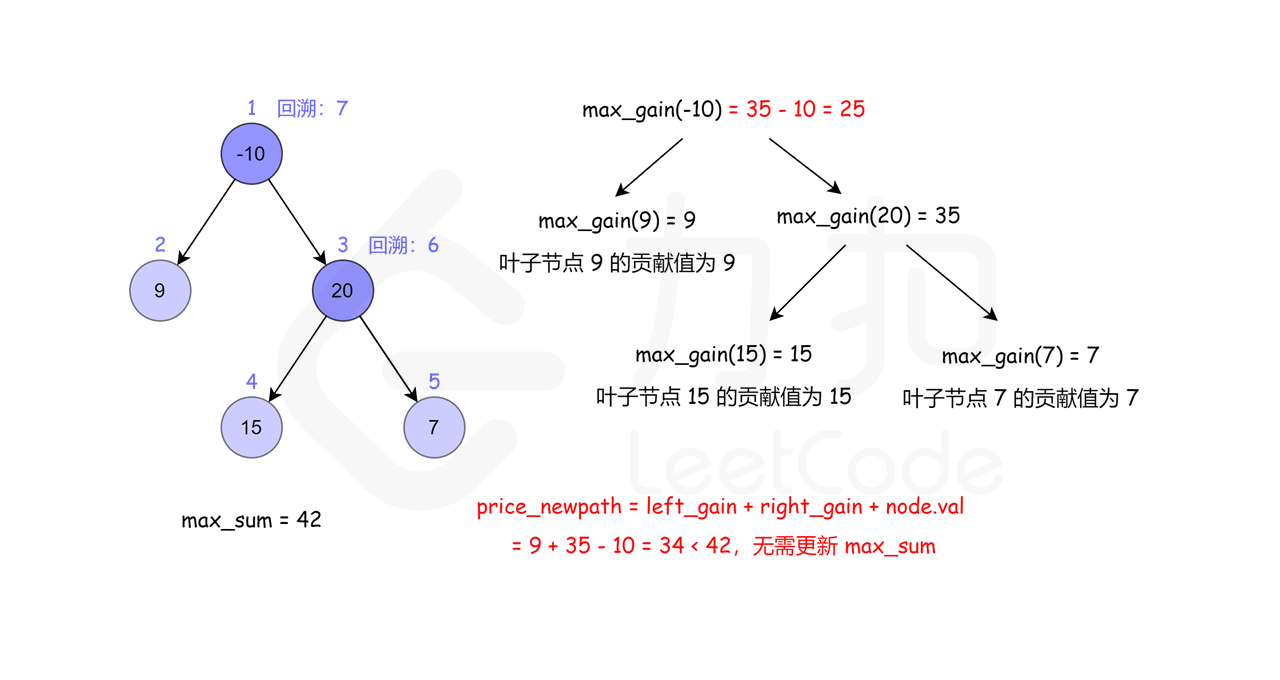 1 回溯：7
-10
2
3 回溯：6
9
20
4
5
15
7
max_sum = 42
max_gain(-10) = 35 - 10 = 25
max_gain(9) = 9
叶子节点 9 的贡献值为 9
max_gain(20) = 35
max_gain(15) = 15
叶子节点 15 的贡献值为 15
max_gain(7) = 7
叶子节点 7 的贡献值为 7
price_newpath = left_gain + right_gain + node.val
= 9 + 35 - 10 = 34 < 42，无需更新 max_sum
力扣
LeetCode